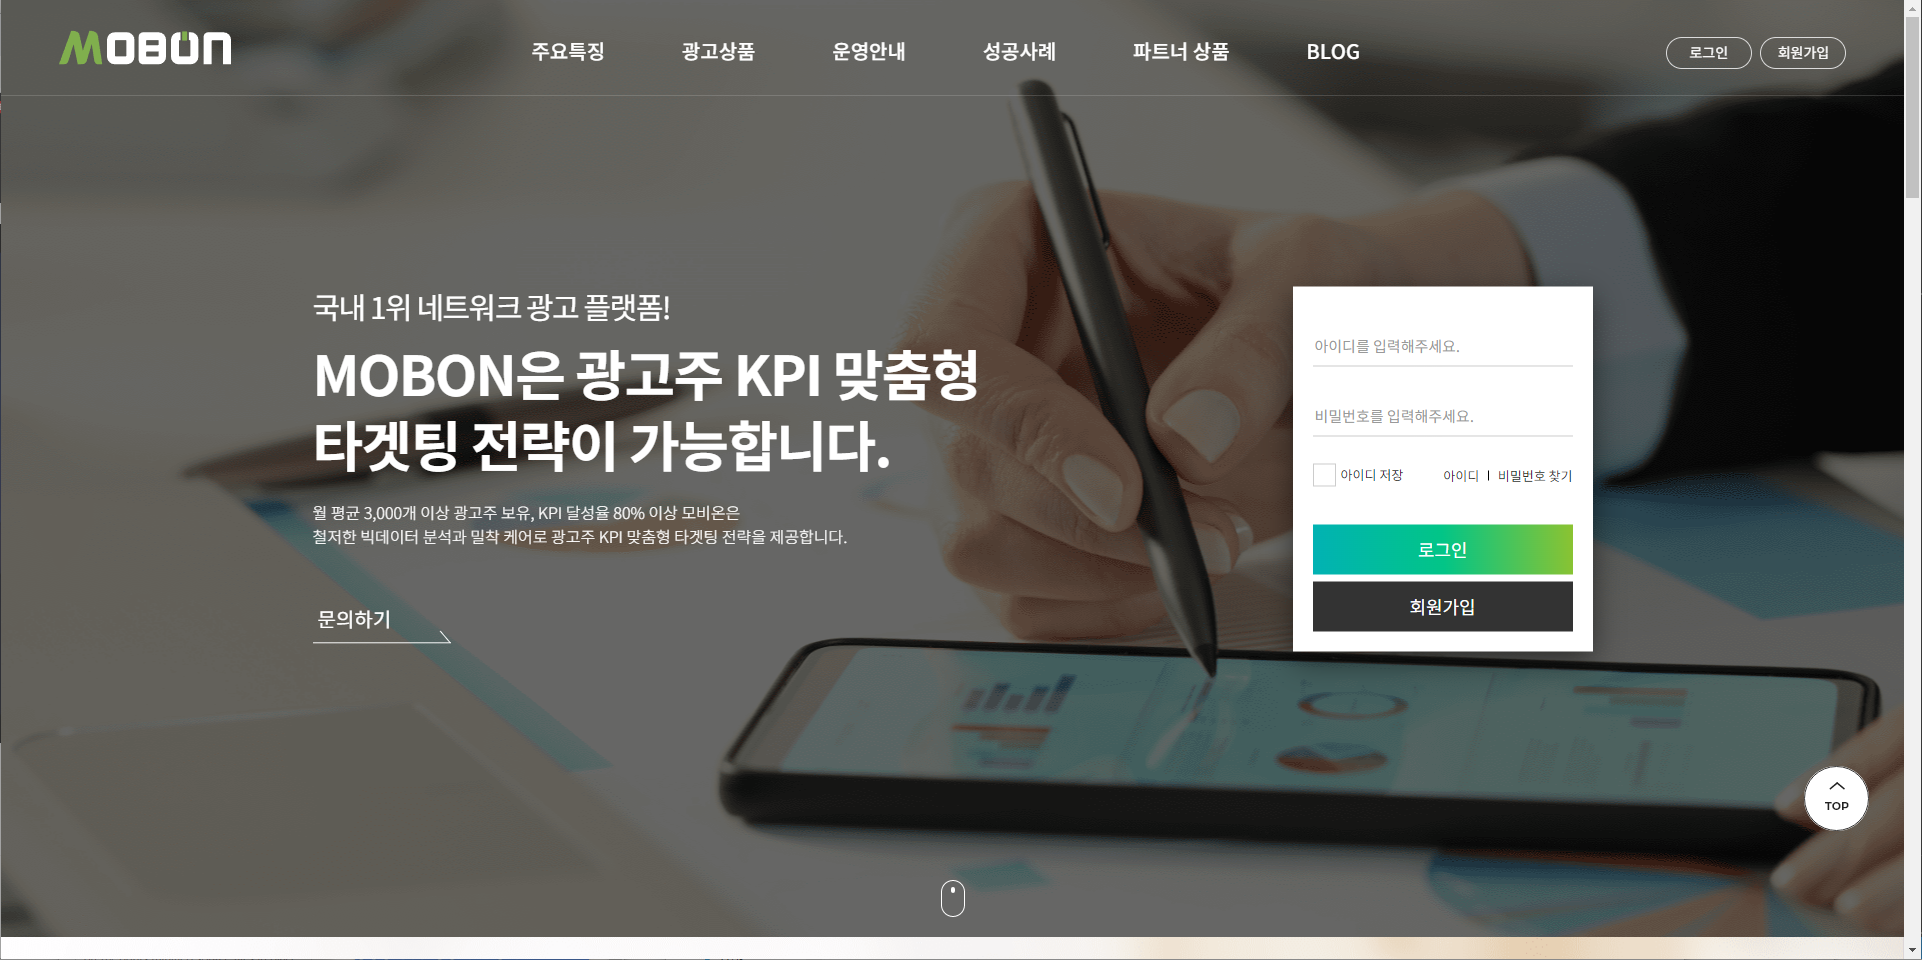 MOBON
주요특징
광고상품
운영안내
성공사례
파트너 상품
BLOG
로그인
회원가입
국내 1위 네트워크 광고 플랫폼!
MOBON은 광고주 KPI 맞춤형
타겟팅 전략이 가능합니다.
월 평균 3,000개 이상 광고주 보유, KPI 달성율 80% 이상 모비온은
철저한 빅데이터 분석과 밀착 케어로 광고주 KPI 맞춤형 타겟팅 전략을 제공합니다.
문의하기
아이디를 입력해주세요.
비밀번호를 입력해주세요.
아이디 저장
아이디 | 비밀번호 찾기
로그인
회원가입
TOP